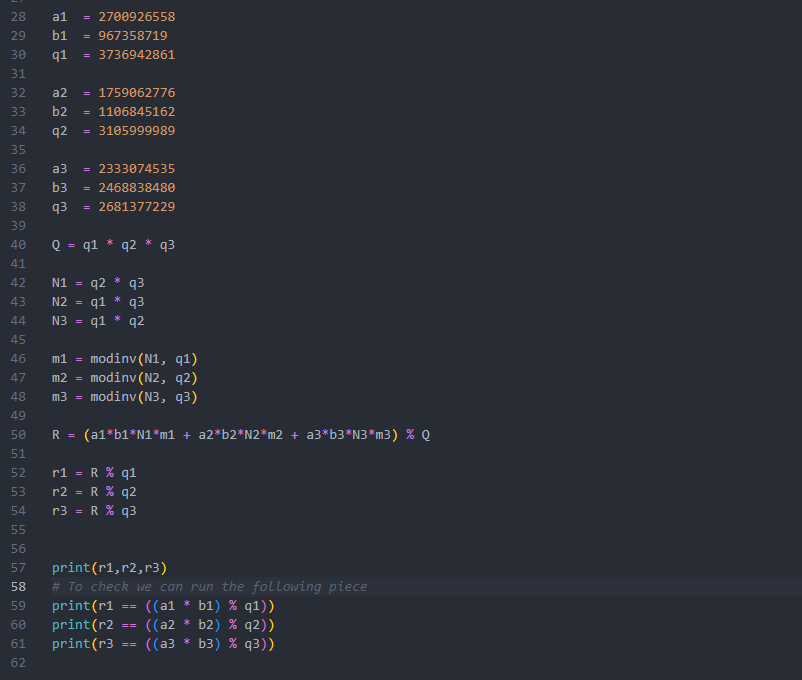 28 a1  = 2700926558
29 b1  = 967358719
30 q1  = 3736942861
31
32 a2  = 1759062776
33 b2  = 1106845162
34 q2  = 3105999989
35
36 a3  = 2333074535
37 b3  = 2468838480
38 q3  = 2681377229
39
40 Q = q1 * q2 * q3
41
42 N1 = q2 * q3
43 N2 = q1 * q3
44 N3 = q1 * q2
45
46 m1 = modinv(N1, q1)
47 m2 = modinv(N2, q2)
48 m3 = modinv(N3, q3)
49
50 R = (a1*b1*N1*m1 + a2*b2*N2*m2 + a3*b3*N3*m3) % Q
51
52 r1 = R % q1
53 r2 = R % q2
54 r3 = R % q3
55
56
57 print(r1,r2,r3)
58 # To check we can run the following piece
59 print(r1 == ((a1 * b1) % q1))
60 print(r2 == ((a2 * b2) % q2))
61 print(r3 == ((a3 * b3) % q3))
62